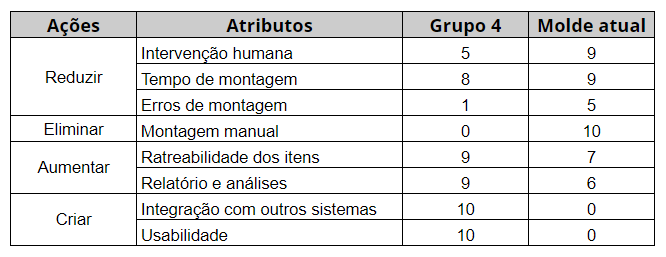 Ações Atributos Grupo 4 Molde atual
Reduzir
Intervenção humana 5 9
Tempo de montagem 8 9
Erros de montagem 1 5
Eliminar Montagem manual 0 10
Aumentar
Ratreabilidade dos itens 9 7
Relatório e análises 9 6
Criar
Integração com outros sistemas 10 0
Usabilidade 10 0